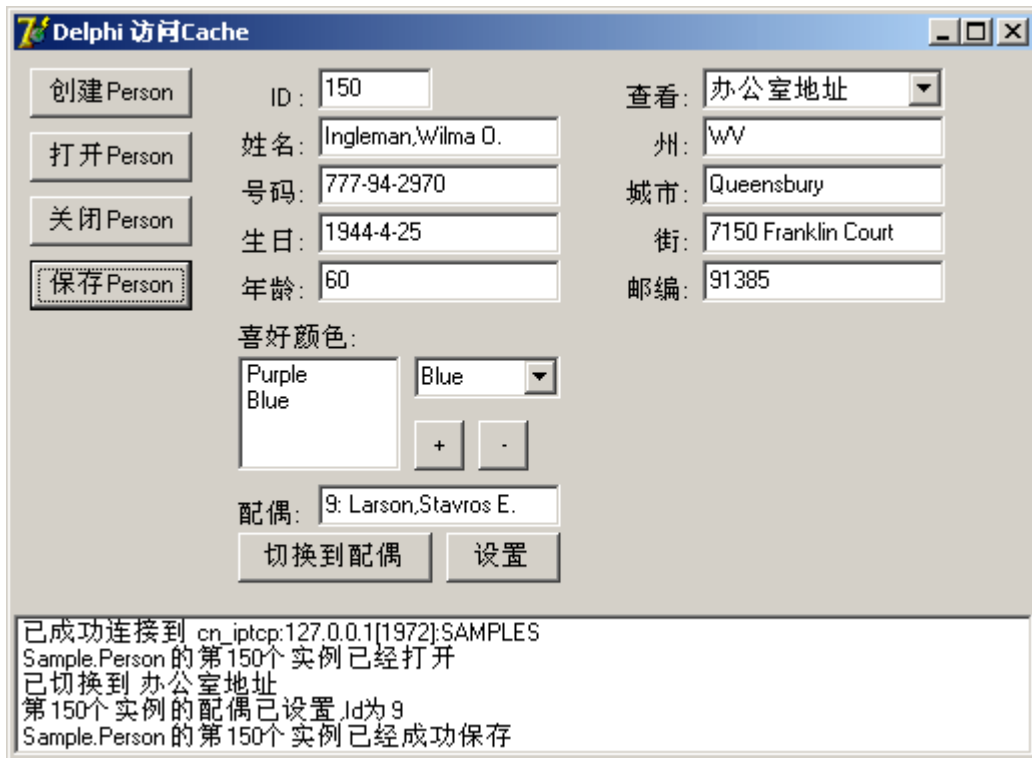 Delphi 访问Cache
创建Person
打开Person
关闭Person
保存Person
ID: 150
姓名: Ingleman,Wilma O.
号码: 777-94-2970
生日: 1944-4-25
年龄: 60
喜好颜色:
Purple
Blue
Blue
+ -
配偶: 9: Larson,Stavros E.
切换到配偶 设置
查看: 办公室地址
州: WV
城市: Queensbury
街: 7150 Franklin Court
邮编: 91385
已成功连接到 cn_iptcp:127.0.0.1[1972]:SAMPLES
Sample.Person 的第150个 实例已经打开
已切换到 办公室地址
第150个 实例的配偶已设置,Id为 9
Sample.Person 的第150个 实例已经成功保存